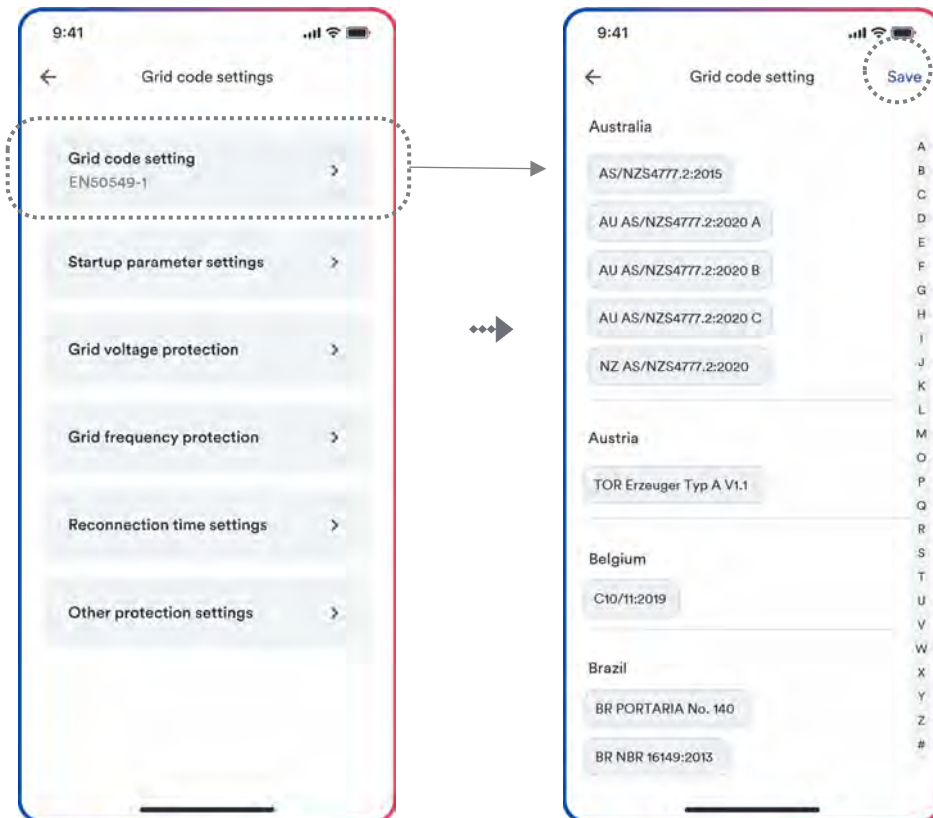 9:41
Grid code settings
Grid code setting
EN50549-1
Startup parameter settings
Grid voltage protection
Grid frequency protection
Reconnection time settings
Other protection settings
9:41
Grid code setting
Save
Australia
AS/NZS4777.2:2015
AU AS/NZS4777.2:2020 A
AU AS/NZS4777.2:2020 B
AU AS/NZS4777.2:2020 C
NZ AS/NZS4777.2:2020
Austria
TOR Erzeuger Typ A V1.1
Belgium
C10/11:2019
Brazil
BR PORTARIA No. 140
BR NBR 16149:2013
A
B
C
D
E
F
G
H
I
J
K
L
M
O
P
Q
R
S
T
U
V
W
X
Y
Z
#